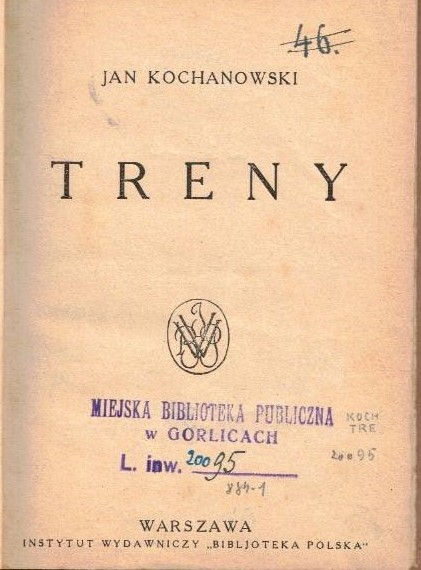 46.
JAN KOCHANOWSKI
TRENY
MIEJSKA BIBLJOTEKA PUBLICZNA
w GORLICACH
L. inw. 20095
KOCH
TRE
20095
884-1
WARSZAWA
INSTYTUT WYDAWNICZY „BIBLJOTEKA POLSKA"